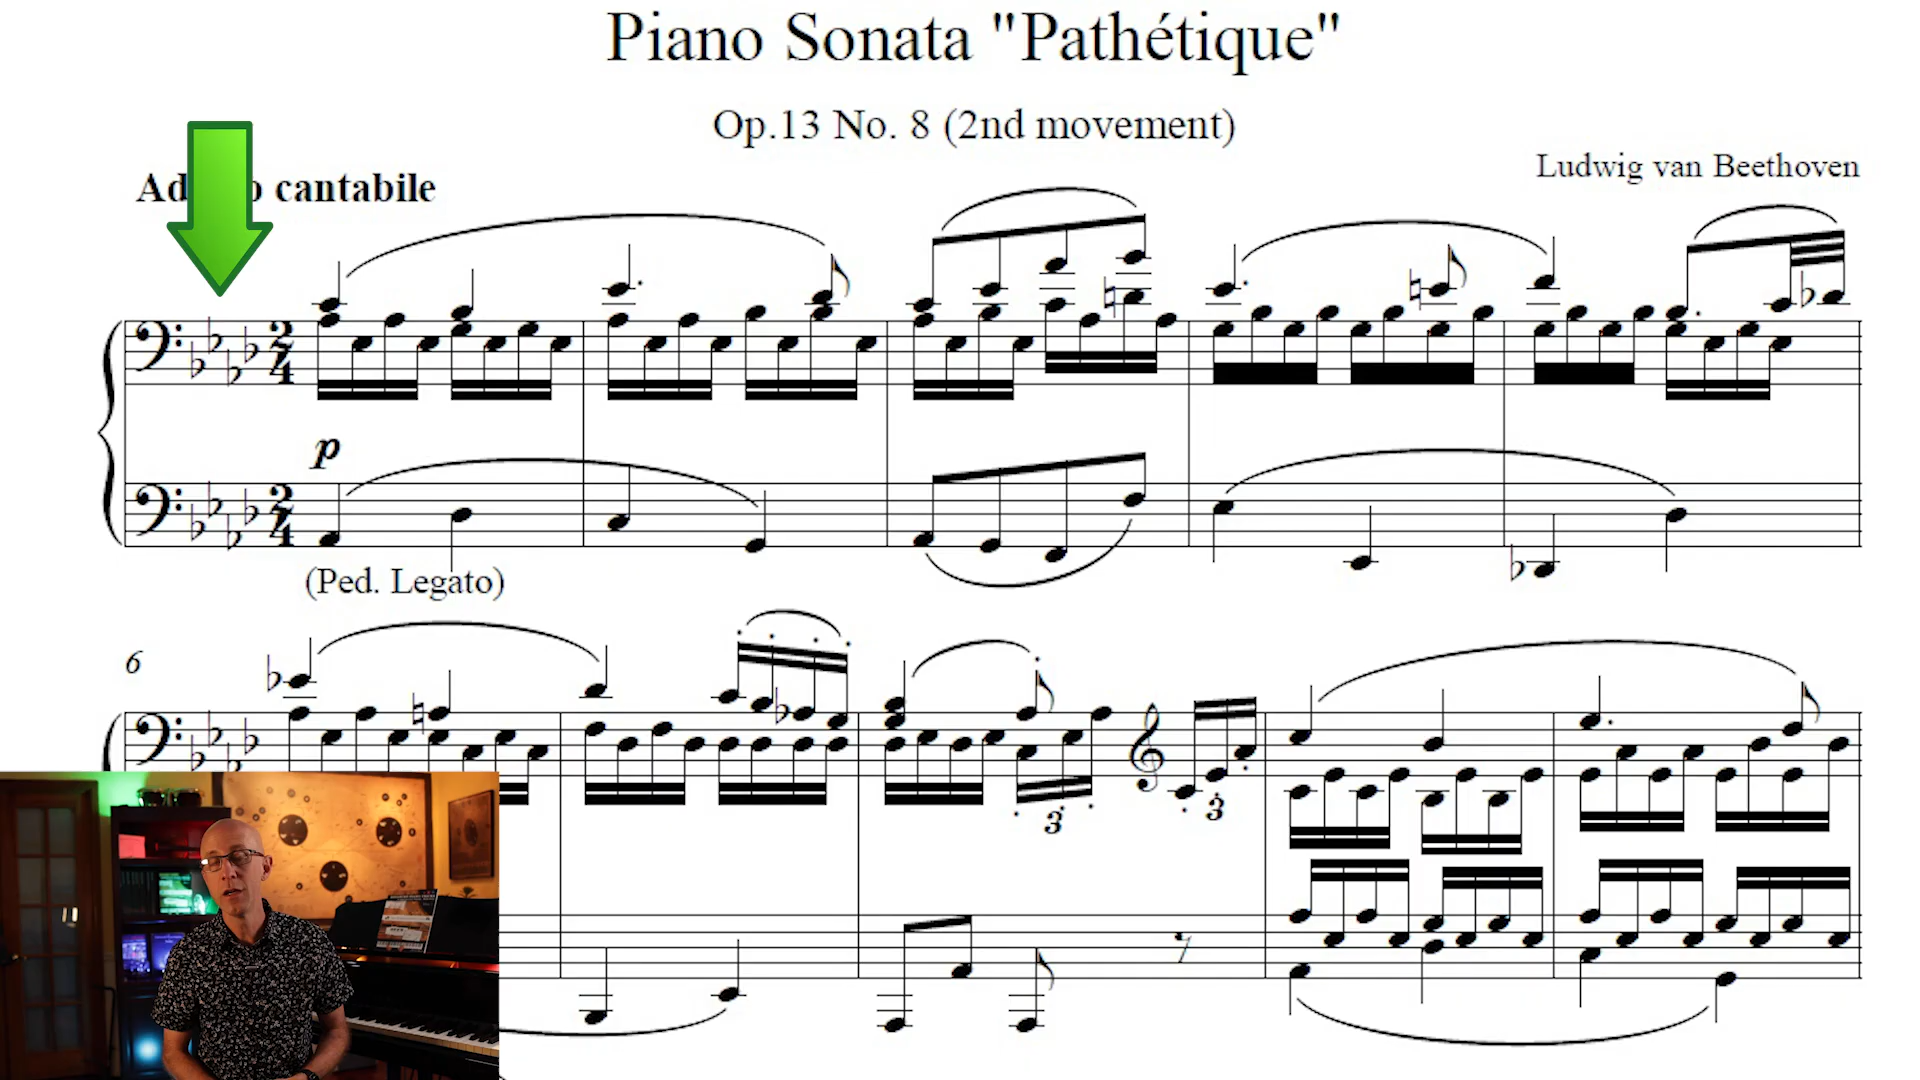 Piano Sonata "Pathétique"
Op.13 No. 8 (2nd movement)
Ludwig van Beethoven
cantabile
p
(Ped. Legato)
6
3
3